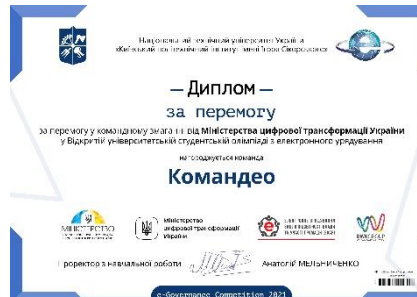 Національний технічний університет України
«Київський політехнічний інститут імені Ігоря Сікорського»
— Диплом —
за перемогу
за перемогу у командному змаганні від Міністерства цифрової трансформації України
у Відкритій університетській студентській олімпіаді з електронного урядування
нагороджується команда
Командео
МІНІСТЕРСТВО
Міністерство
цифрової трансформації
України
Проректор з навчальної роботи
Анатолій МЕЛЬНИЧЕНКО
e-Governance Competition 2021